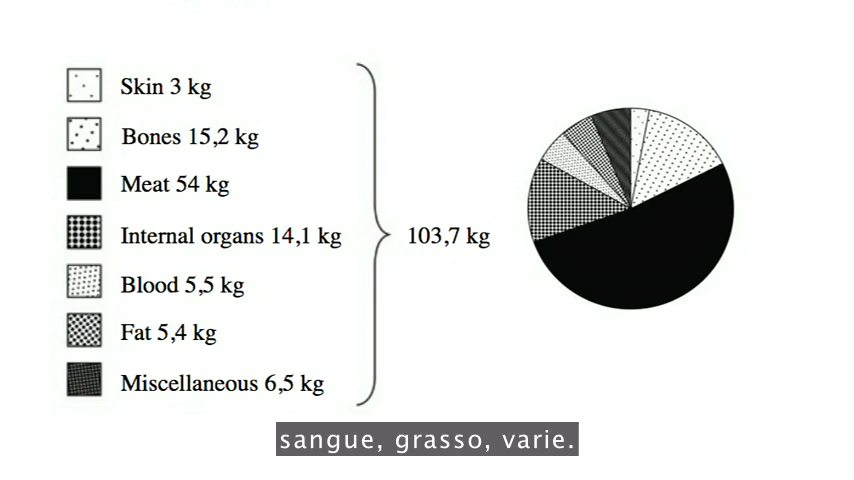 Skin 3 kg
Bones 15,2 kg
Meat 54 kg
Internal organs 14,1 kg
Blood 5,5 kg
Fat 5,4 kg
Miscellaneous 6,5 kg
103,7 kg
sangue, grasso, varie.